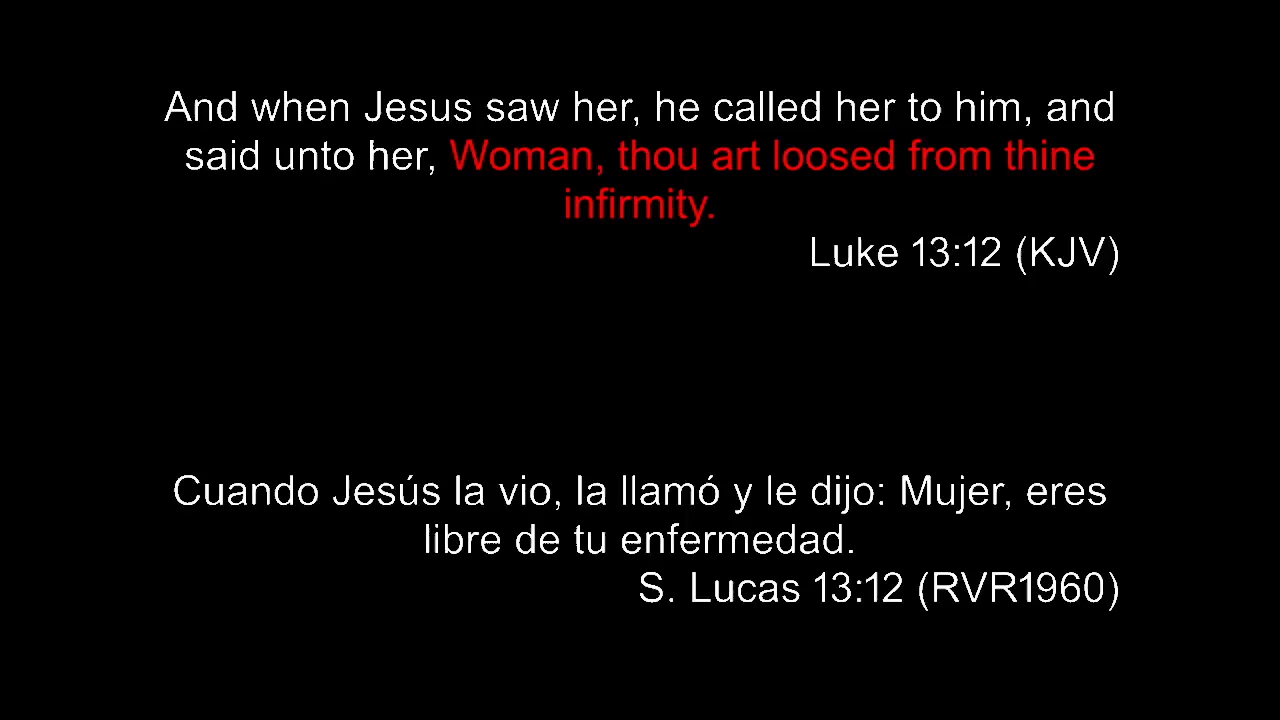 And when Jesus saw her, he called her to him, and
said unto her, Woman, thou art loosed from thine
infirmity.
Luke 13:12 (KJV)
Cuando Jesús la vio, la llamó y le dijo: Mujer, eres
libre de tu enfermedad.
S. Lucas 13:12 (RVR1960)